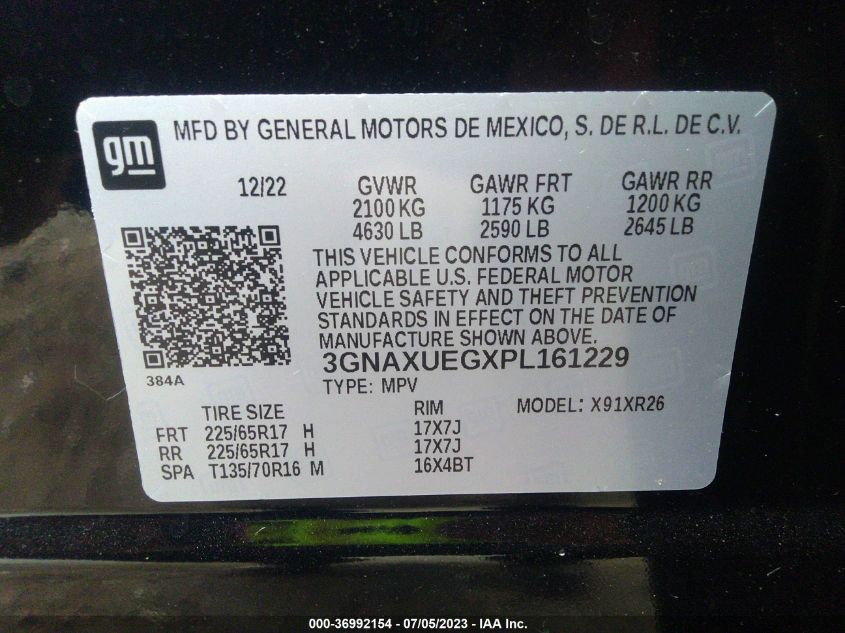 gm
MFD BY GENERAL MOTORS DE MEXICO, S. DE R.L. DE C.V.
12/22 GVWR GAWR FRT GAWR RR
2100 KG 1175 KG 1200 KG
4630 LB 2590 LB 2645 LB
THIS VEHICLE CONFORMS TO ALL
APPLICABLE U.S. FEDERAL MOTOR
VEHICLE SAFETY AND THEFT PREVENTION
STANDARDS IN EFFECT ON THE DATE OF
MANUFACTURE SHOWN ABOVE.
3GNAXUEGXPL161229
384A
TYPE: MPV
TIRE SIZE RIM MODEL: X91XR26
FRT 225/65R17 H 17X7J
RR 225/65R17 H 17X7J
SPA T135/70R16 M 16X4BT
000-36992154 - 07/05/2023 - IAA Inc.